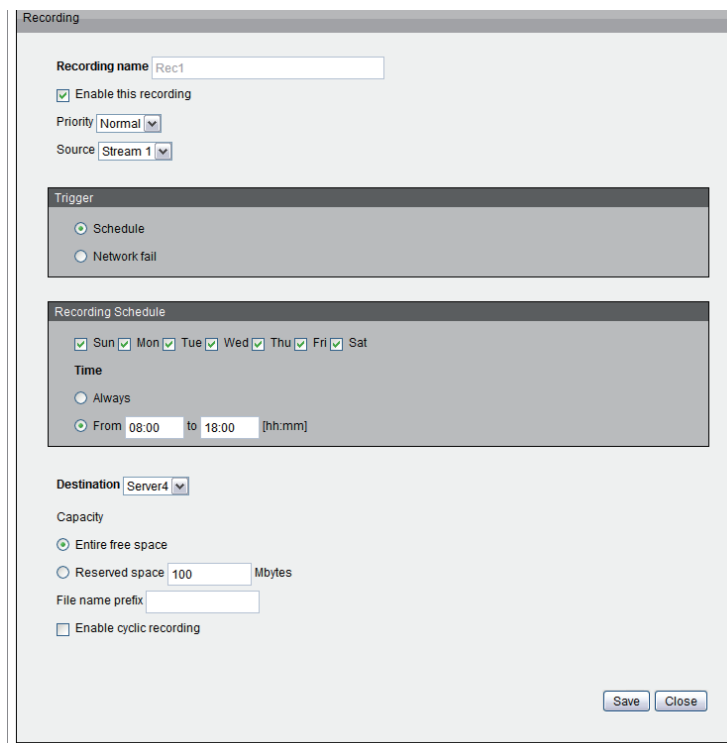 Recording
Recording name Rec1
Enable this recording
Priority Normal
Source Stream 1
Trigger
Schedule
Network fail
Recording Schedule
Sun Mon Tue Wed Thu Fri Sat
Time
Always
From 08:00 to 18:00 [hh:mm]
Destination Server4
Capacity
Entire free space
Reserved space 100 Mbytes
File name prefix
Enable cyclic recording
Save Close